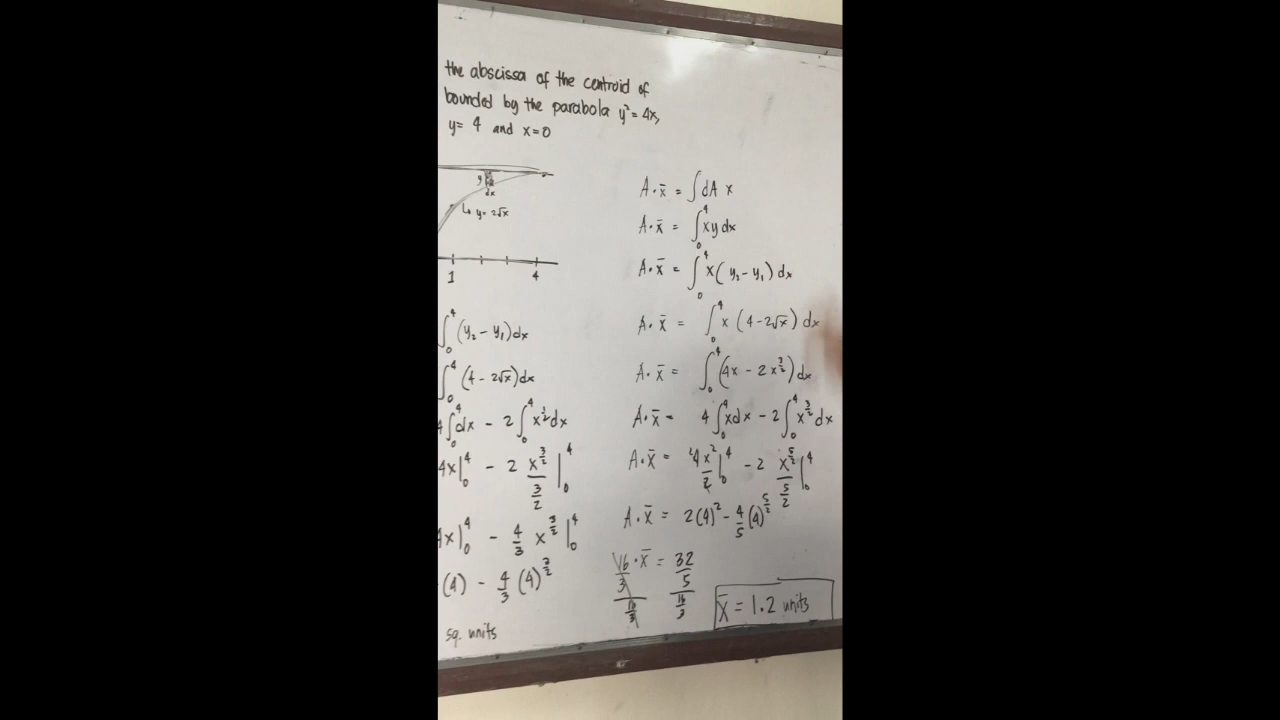 the abscissa of the centroid of
bounded by the parabola y² = 4x,
y = 4 and x = 0
y
dx
y = 2√x
1 4
∫₀⁴ (y₂ - y₁) dx
∫₀⁴ (4 - 2√x) dx
4∫₀⁴ dx - 2∫₀⁴ x^(1/2) dx
4x|₀⁴ - 2 x^(3/2)/(3/2) |₀⁴
4x|₀⁴ - 4/3 x^(3/2) |₀⁴
(4) - 4/3 (4)^(3/2)
sq. units
A·x̄ = ∫dA x
A·x̄ = ∫₀⁴ xy dx
A·x̄ = ∫₀⁴ x(y₂ - y₁) dx
A·x̄ = ∫₀⁴ x (4 - 2√x) dx
A·x̄ = ∫₀⁴ (4x - 2x^(3/2)) dx
A·x̄ = 4∫₀⁴ xdx - 2∫₀⁴ x^(3/2) dx
A·x̄ = ²4x²/2 |₀⁴ - 2 x^(5/2)/(5/2) |₀⁴
A·x̄ = 2(4)² - 4/5 (4)^(5/2)
16/3 · x̄ = 32/5
16/3 16/3
x̄ = 1.2 units